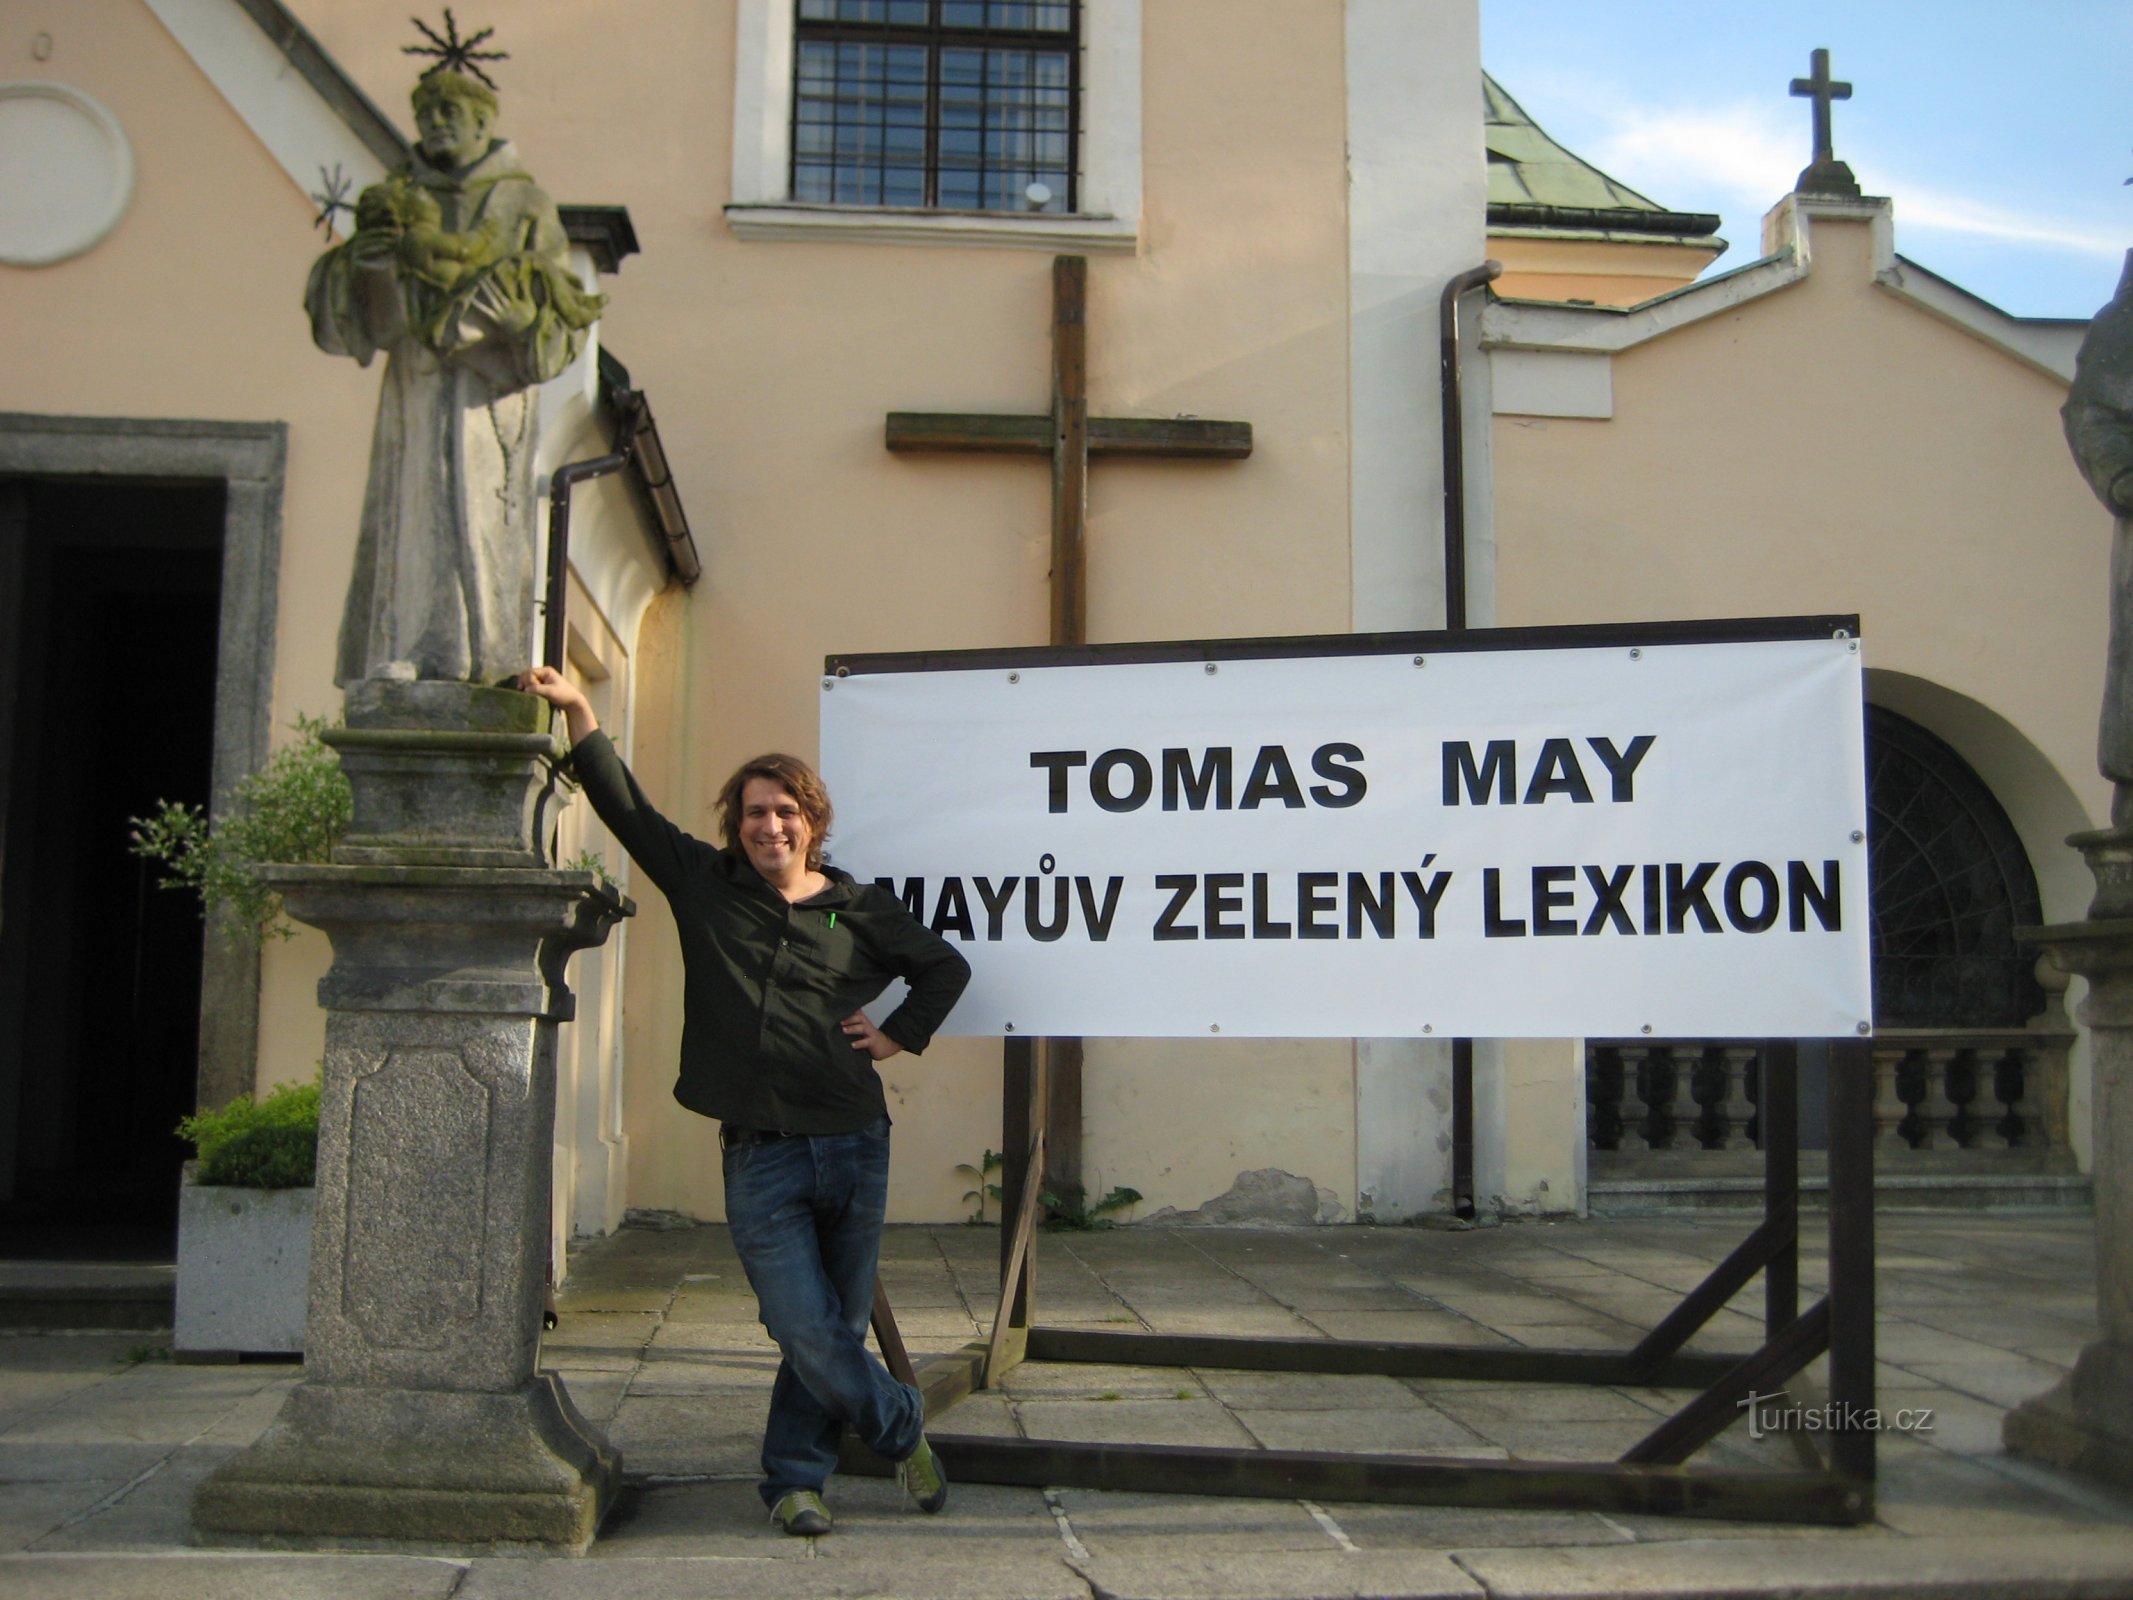 TOMAS MAY
MAYŮV ZELENÝ LEXIKON
Turistika.cz